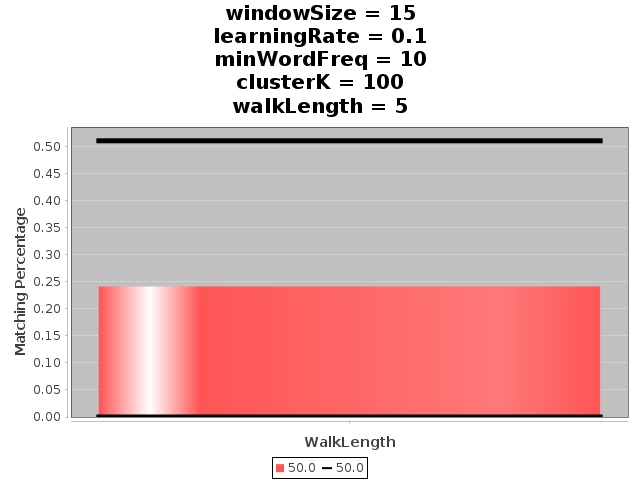 windowSize = 15
learningRate = 0.1
minWordFreq = 10
clusterK = 100
walkLength = 5
Matching Percentage
0.50
0.45
0.40
0.35
0.30
0.25
0.20
0.15
0.10
0.05
0.00
WalkLength
50.0 50.0